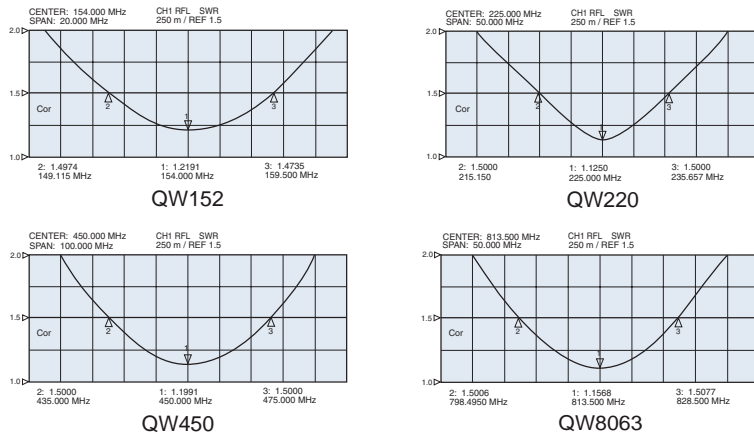 CENTER: 154.000 MHz CH1 RFL SWR
SPAN: 20.000 MHz 250 m / REF 1.5
2.0
1.5
1.0
Cor
1
2
3
2: 1.4974 1: 1.2191 3: 1.4735
149.115 MHz 154.000 MHz 159.500 MHz
QW152
CENTER: 225.000 MHz CH1 RFL SWR
SPAN: 50.000 MHz 250 m / REF 1.5
2.0
1.5
1.0
Cor
1
2
3
2: 1.5000 1: 1.1250 3: 1.5000
215.150 225.000 MHz 235.657 MHz
QW220
CENTER: 450.000 MHz CH1 RFL SWR
SPAN: 100.000 MHz 250 m / REF 1.5
2.0
1.5
1.0
Cor
1
2
3
2: 1.5000 1: 1.1991 3: 1.5000
435.000 MHz 450.000 MHz 475.000 MHz
QW450
CENTER: 813.500 MHz CH1 RFL SWR
SPAN: 50.000 MHz 250 m / REF 1.5
2.0
1.5
1.0
Cor
1
2
3
2: 1.5006 1: 1.1568 3: 1.5077
798.4950 MHz 813.500 MHz 828.500 MHz
QW8063